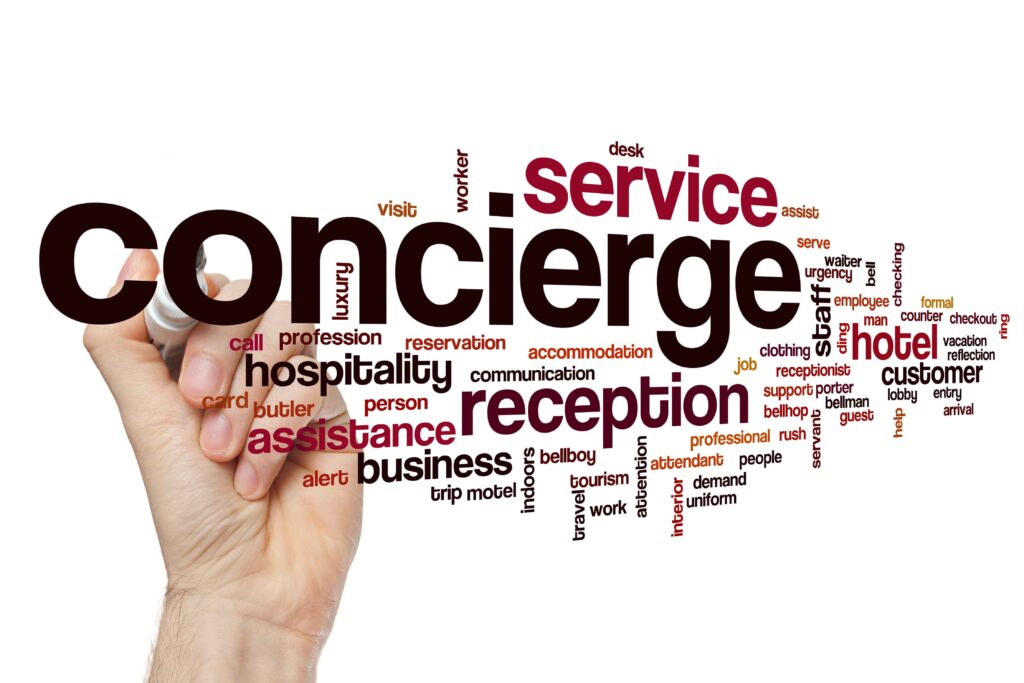 desk
worker
service
visit
assist
concierge
luxury
serve
waiter
urgency
bell
checking
staff
employee
formal
ding
man
counter
checkout
ring
call
profession
reservation
accommodation
job
clothing
hotel
vacation
reflection
hospitality
communication
receptionist
customer
card
butler
person
reception
support
porter
lobby
entry
bellhop
bellman
guest
help
arrival
assistance
professional
rush
servant
alert
business
indoors
bellboy
attention
attendant
people
trip
motel
travel
tourism
work
interior
demand
uniform